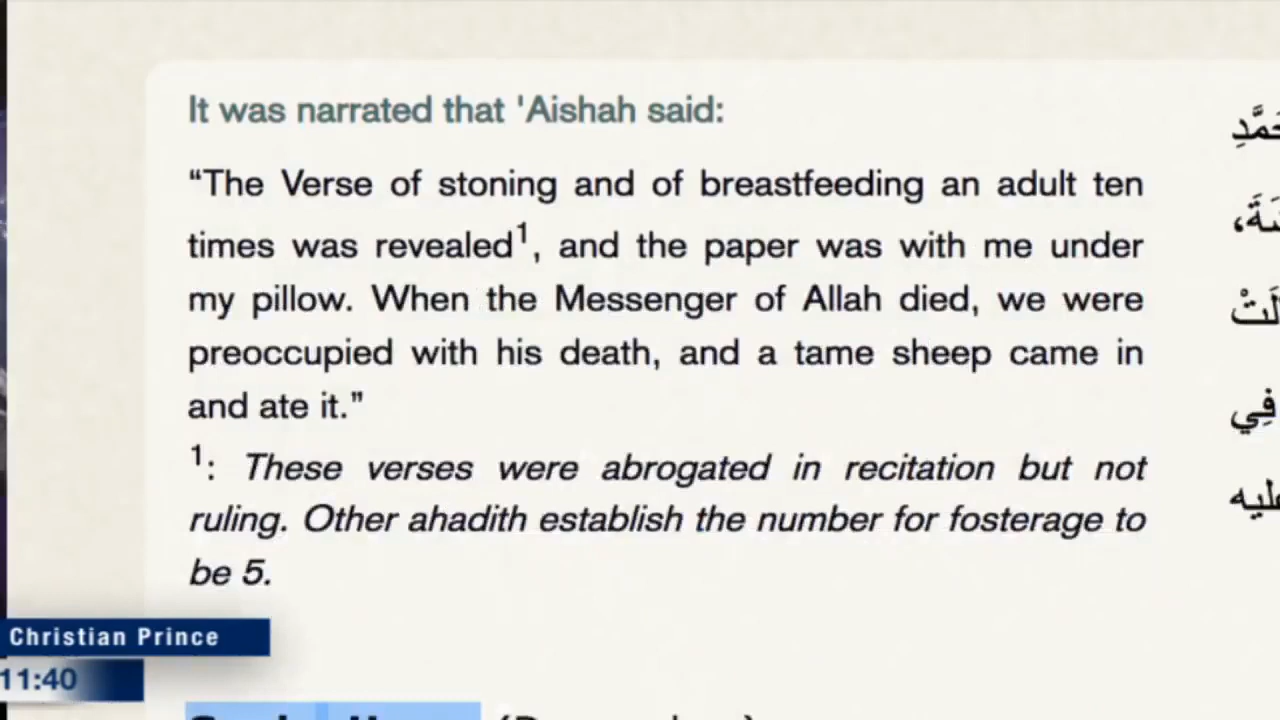 It was narrated that 'Aishah said:
“The Verse of stoning and of breastfeeding an adult ten
times was revealed¹, and the paper was with me under
my pillow. When the Messenger of Allah died, we were
preoccupied with his death, and a tame sheep came in
and ate it.”
¹: These verses were abrogated in recitation but not
ruling. Other ahadith establish the number for fosterage to
be 5.
Christian Prince
11:40